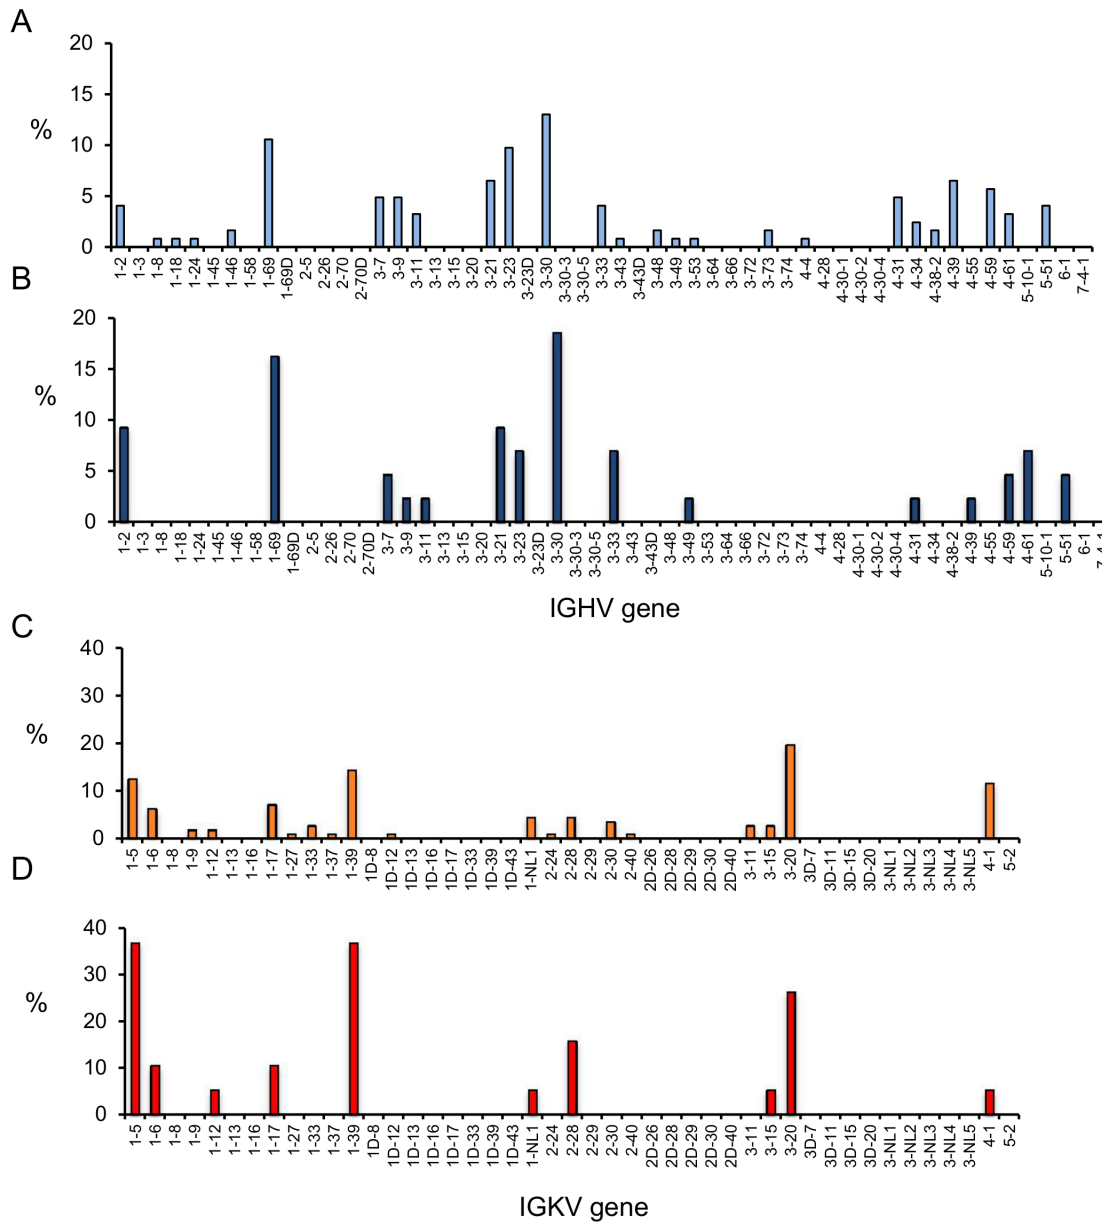 A
20
15
%
10
5
0
1-2 1-3 1-8 1-18 1-24 1-45 1-46 1-58 1-69 1-69D 2-5 2-26 2-70 2-70D 3-7 3-9 3-11 3-13 3-15 3-20 3-21 3-23 3-23D 3-30 3-30-3 3-30-5 3-33 3-43 3-43D 3-48 3-49 3-53 3-64 3-66 3-72 3-73 3-74 4-4 4-28 4-30-1 4-30-2 4-30-4 4-31 4-34 4-38-2 4-39 4-55 4-59 4-61 5-10-1 5-51 6-1 7-4-1
B
20
15
%
10
5
0
1-2 1-3 1-8 1-18 1-24 1-45 1-46 1-58 1-69 1-69D 2-5 2-26 2-70 2-70D 3-7 3-9 3-11 3-13 3-15 3-20 3-21 3-23 3-23D 3-30 3-30-3 3-30-5 3-33 3-43 3-43D 3-48 3-49 3-53 3-64 3-66 3-72 3-73 3-74 4-4 4-28 4-30-1 4-30-2 4-30-4 4-31 4-34 4-38-2 4-39 4-55 4-59 4-61 5-10-1 5-51 6-1
IGHV gene
C
40
30
%
20
10
0
1-5 1-6 1-8 1-9 1-12 1-13 1-16 1-17 1-27 1-33 1-37 1-39 1D-8 1D-12 1D-13 1D-16 1D-17 1D-33 1D-39 1D-43 1-NL1 2-24 2-28 2-29 2-30 2-40 2D-26 2D-28 2D-29 2D-30 2D-40 3-11 3-15 3-20 3D-7 3D-11 3D-15 3D-20 3-NL1 3-NL2 3-NL3 3-NL4 3-NL5 4-1 5-2
D
40
30
%
20
10
0
1-5 1-6 1-8 1-9 1-12 1-13 1-16 1-17 1-27 1-33 1-37 1-39 1D-8 1D-12 1D-13 1D-16 1D-17 1D-33 1D-39 1D-43 1-NL1 2-24 2-28 2-29 2-30 2-40 2D-26 2D-28 2D-29 2D-30 2D-40 3-11 3-15 3-20 3D-7 3D-11 3D-15 3D-20 3-NL1 3-NL2 3-NL3 3-NL4 3-NL5 4-1 5-2
IGKV gene